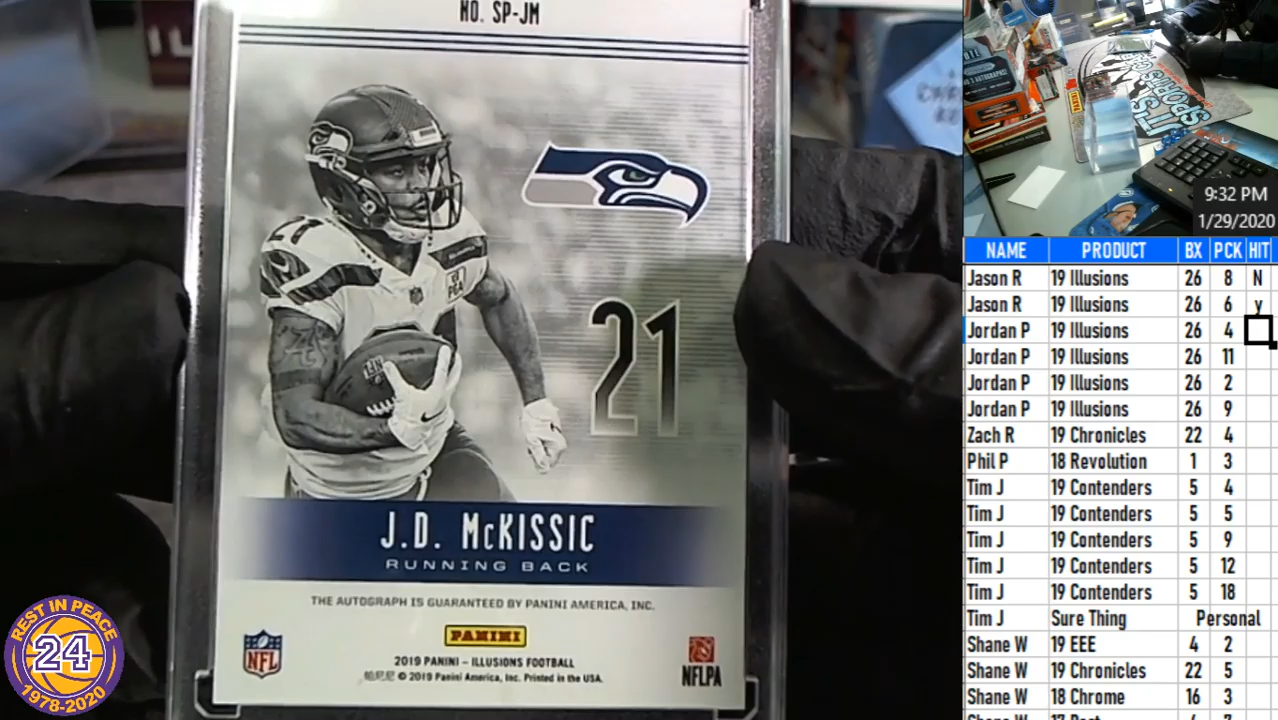 NO. SP-JM
21
21
J.D. McKISSIC
RUNNING BACK
THE AUTOGRAPH IS GUARANTEED BY PANINI AMERICA, INC.
PANINI
NFL
NFLPA
2019 PANINI – ILLUSIONS FOOTBALL
帕尼尼 © 2019 Panini America, Inc. Printed in the USA.
REST IN PEACE
24
1978-2020
IT'S A
SPORTS
9:32 PM
1/29/2020
NAME PRODUCT BX PCK HIT
Jason R 19 Illusions 26 8 N
Jason R 19 Illusions 26 6 y
Jordan P 19 Illusions 26 4
Jordan P 19 Illusions 26 11
Jordan P 19 Illusions 26 2
Jordan P 19 Illusions 26 9
Zach R 19 Chronicles 22 4
Phil P 18 Revolution 1 3
Tim J 19 Contenders 5 4
Tim J 19 Contenders 5 5
Tim J 19 Contenders 5 9
Tim J 19 Contenders 5 12
Tim J 19 Contenders 5 18
Tim J Sure Thing Personal
Shane W 19 EEE 4 2
Shane W 19 Chronicles 22 5
Shane W 18 Chrome 16 3